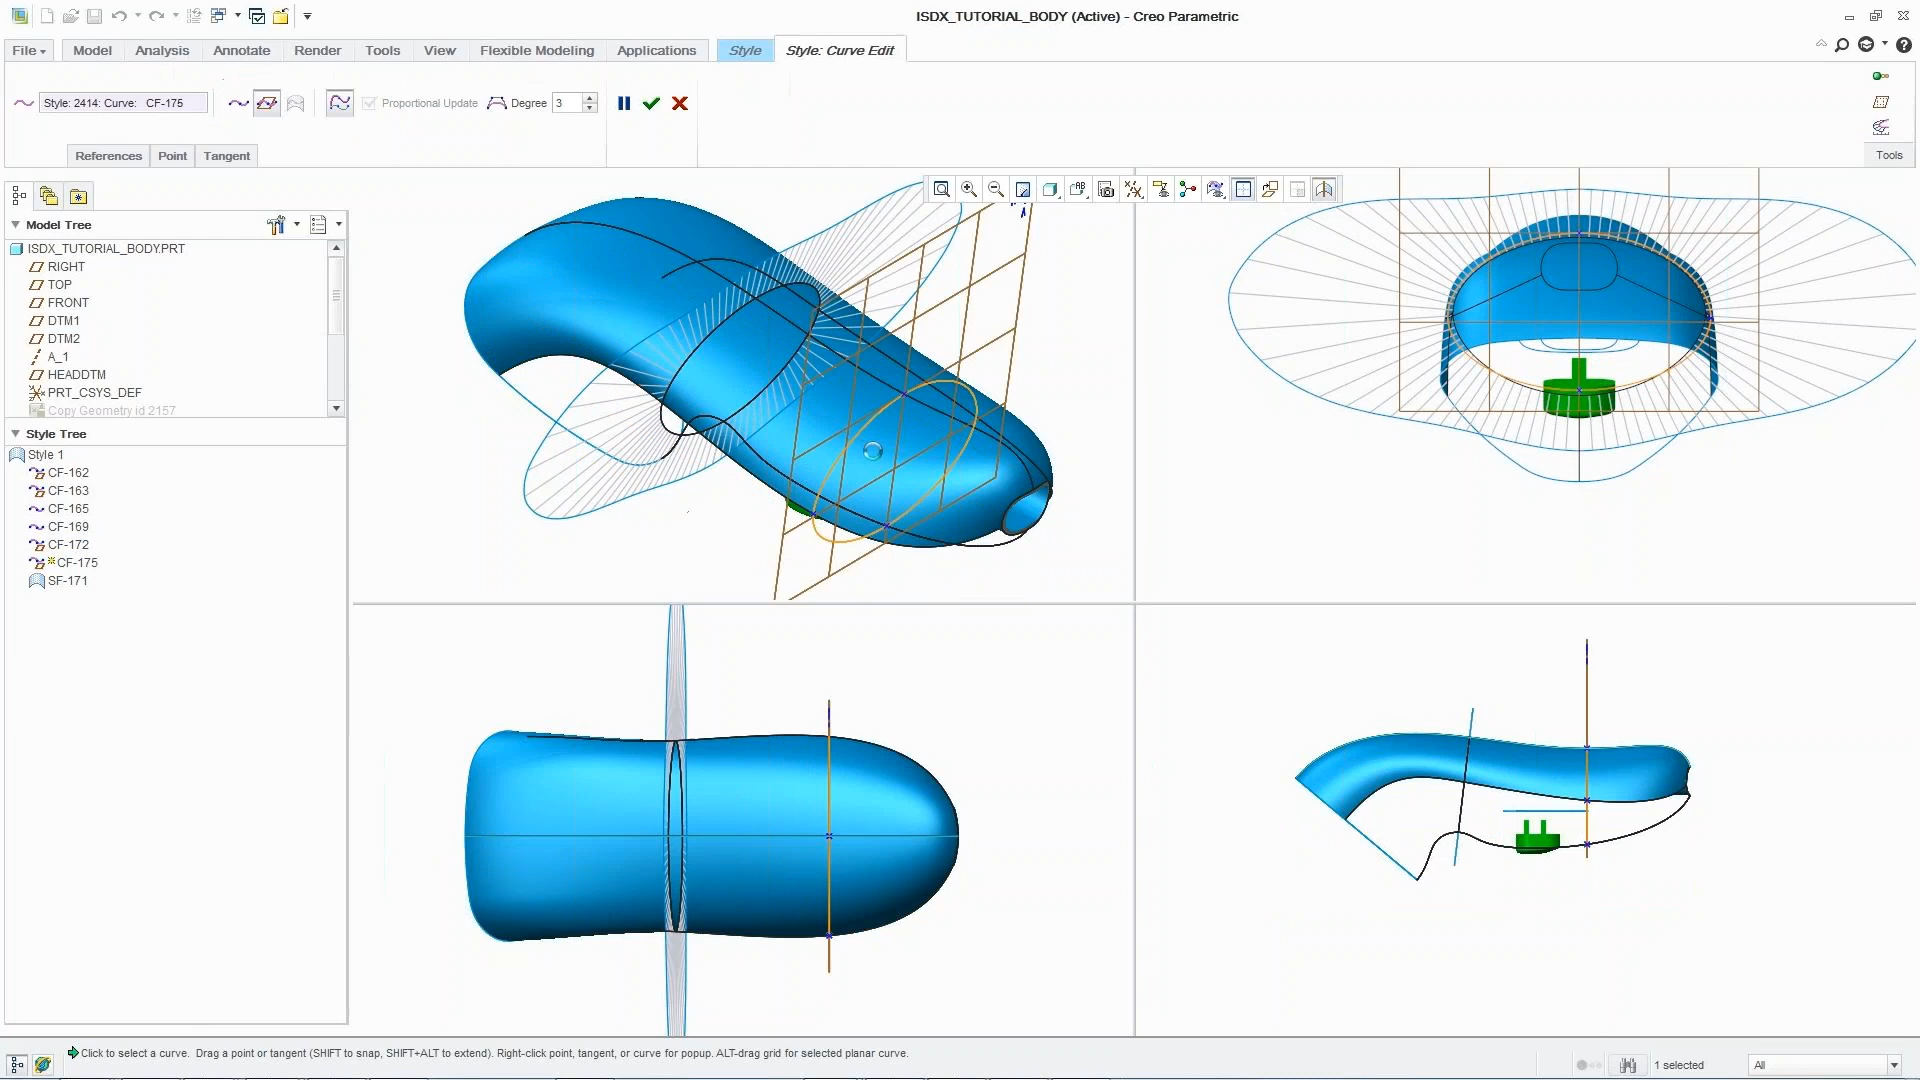 ISDX_TUTORIAL_BODY (Active) - Creo Parametric
File Model Analysis Annotate Render Tools View Flexible Modeling Applications Style Style: Curve Edit
Style: 2414: Curve: CF-175 Proportional Update Degree 3
References Point Tangent Tools
Model Tree
ISDX_TUTORIAL_BODY.PRT
RIGHT
TOP
FRONT
DTM1
DTM2
A_1
HEADDTM
PRT_CSYS_DEF
Copy Geometry id 2157
Style Tree
Style 1
CF-162
CF-163
CF-165
CF-169
CF-172
CF-175
SF-171
Click to select a curve. Drag a point or tangent (SHIFT to snap, SHIFT+ALT to extend). Right-click point, tangent, or curve for popup. ALT-drag grid for selected planar curve.
1 selected All